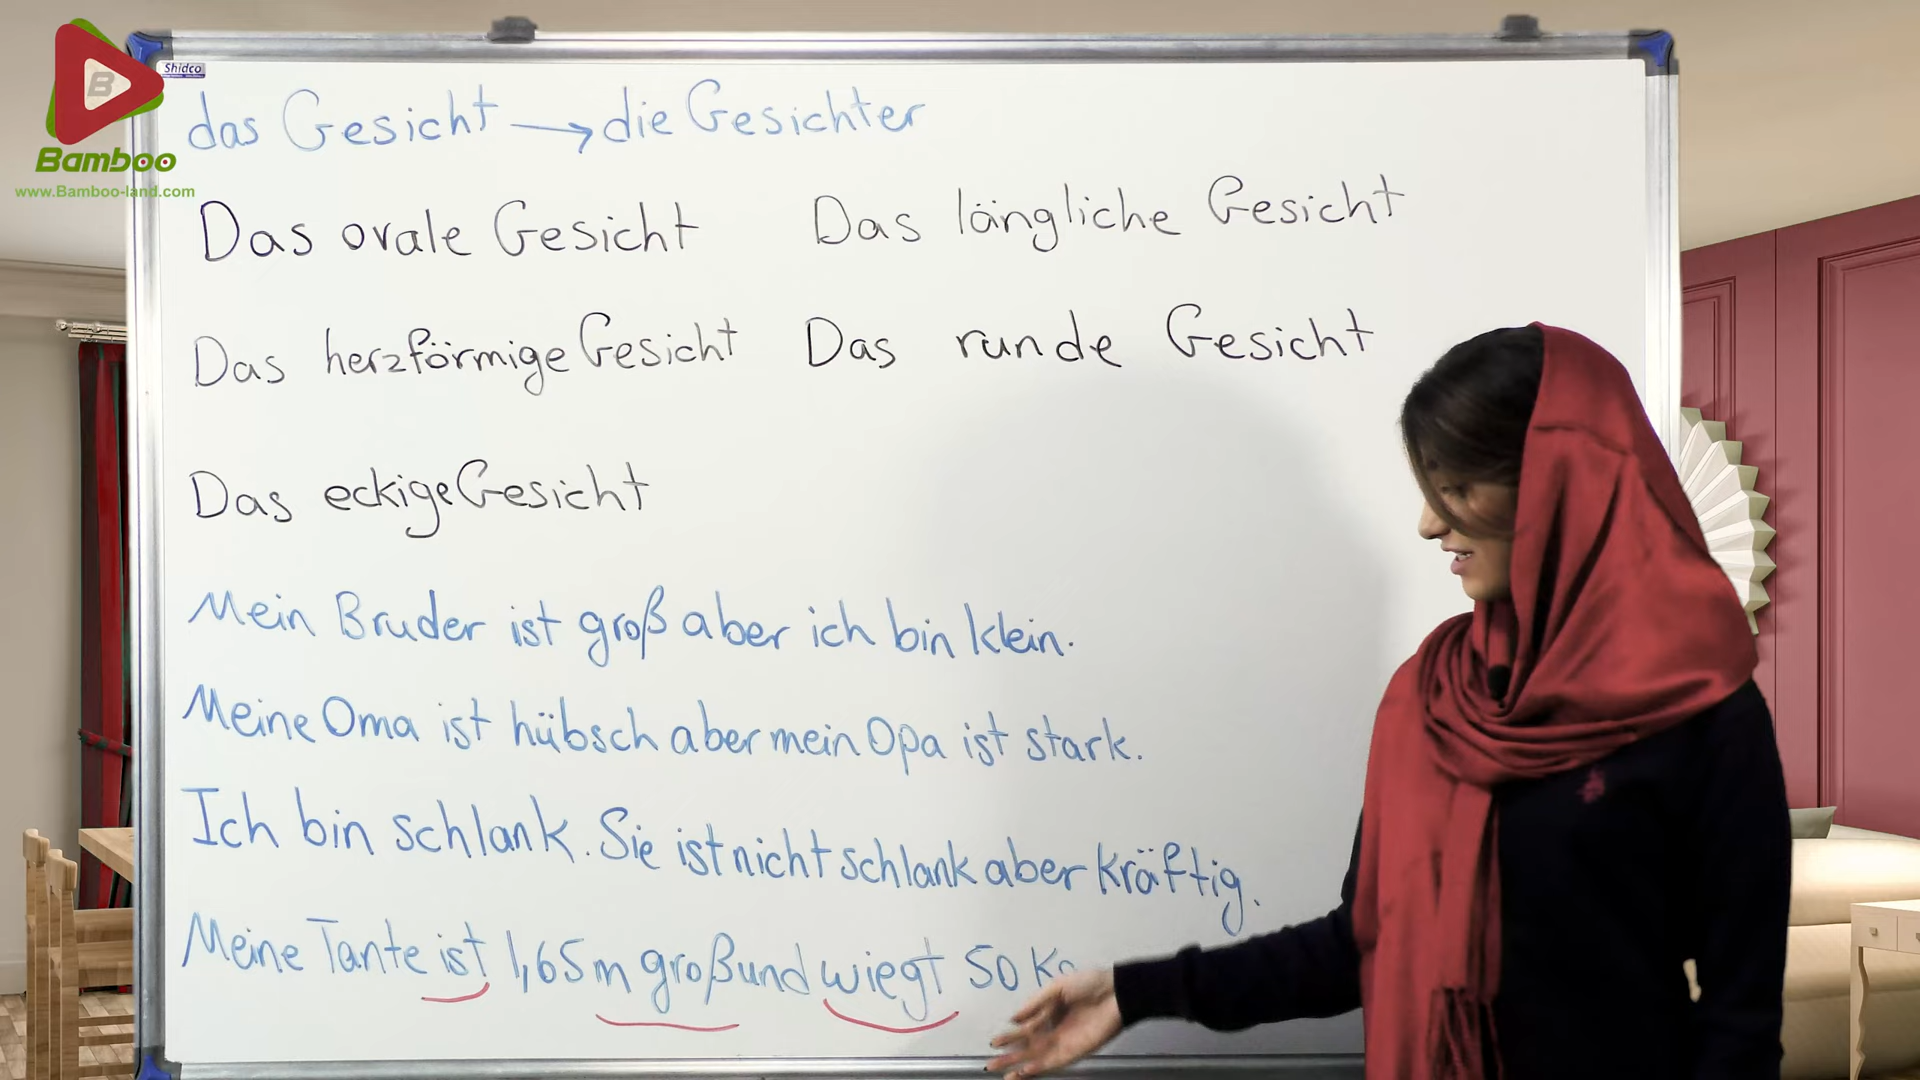 B
Bamboo
www.Bamboo-land.com
Shidco
das Gesicht → die Gesichter
Das ovale Gesicht Das längliche Gesicht
Das herzförmige Gesicht Das runde Gesicht
Das eckige Gesicht
Mein Bruder ist groß aber ich bin klein.
Meine Oma ist hübsch aber mein Opa ist stark.
Ich bin schlank. Sie ist nicht schlank aber kräftig.
Meine Tante ist 1,65 m groß und wiegt 50